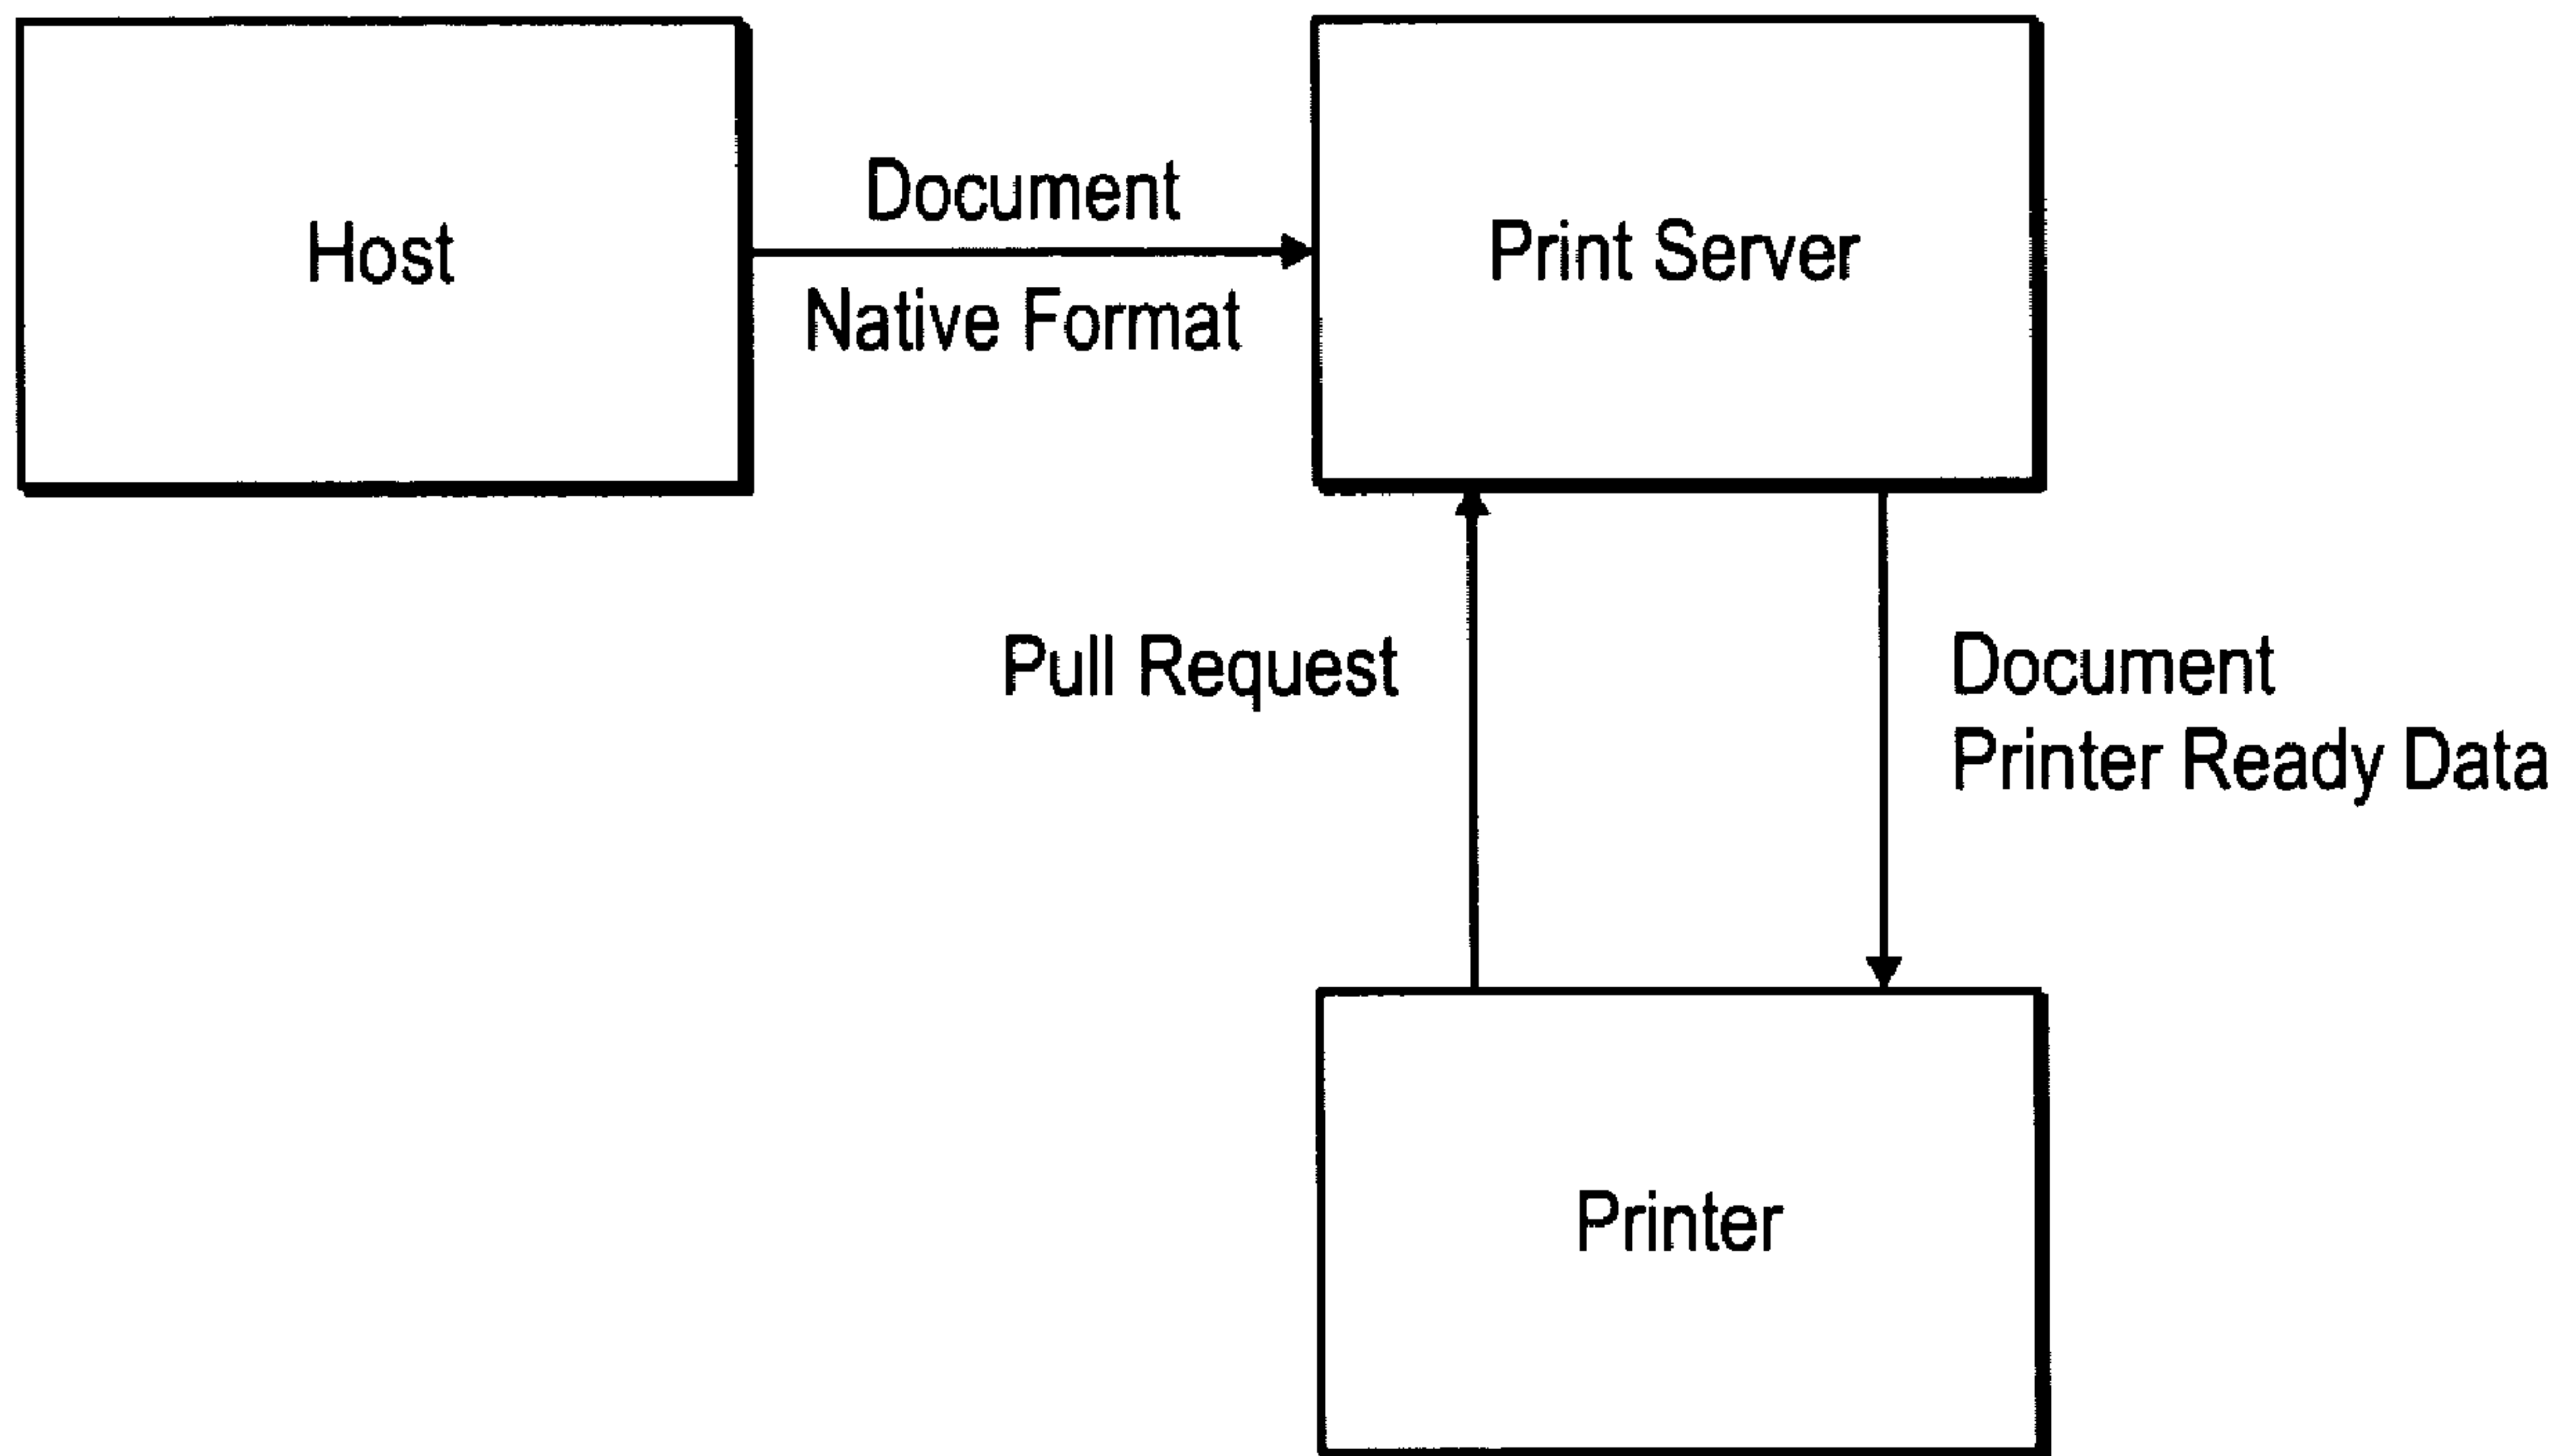 Host
Document
Native Format
Print Server
Pull Request
Document
Printer Ready Data
Printer